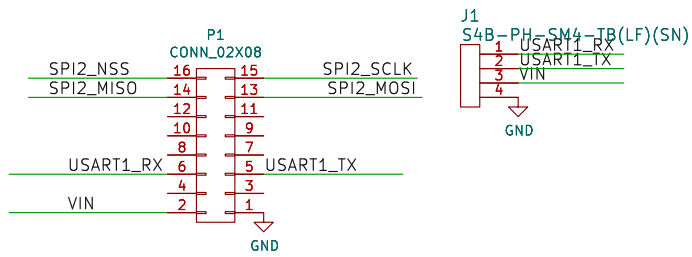 P1
CONN_02X08
SPI2_NSS 16 15 SPI2_SCLK
SPI2_MISO 14 13 SPI2_MOSI
12 11
10 9
8 7
USART1_RX 6 5 USART1_TX
4 3
VIN 2 1
GND
J1
S4B-PH-SM4-TB(LF)(SN)
1 USART1_RX
2 USART1_TX
3 VIN
4
GND